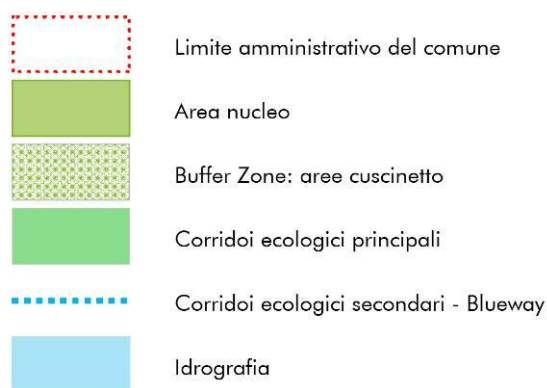 Limite amministrativo del comune
Area nucleo
Buffer Zone: aree cuscinetto
Corridoi ecologici principali
Corridoi ecologici secondari - Blueway
Idrografia